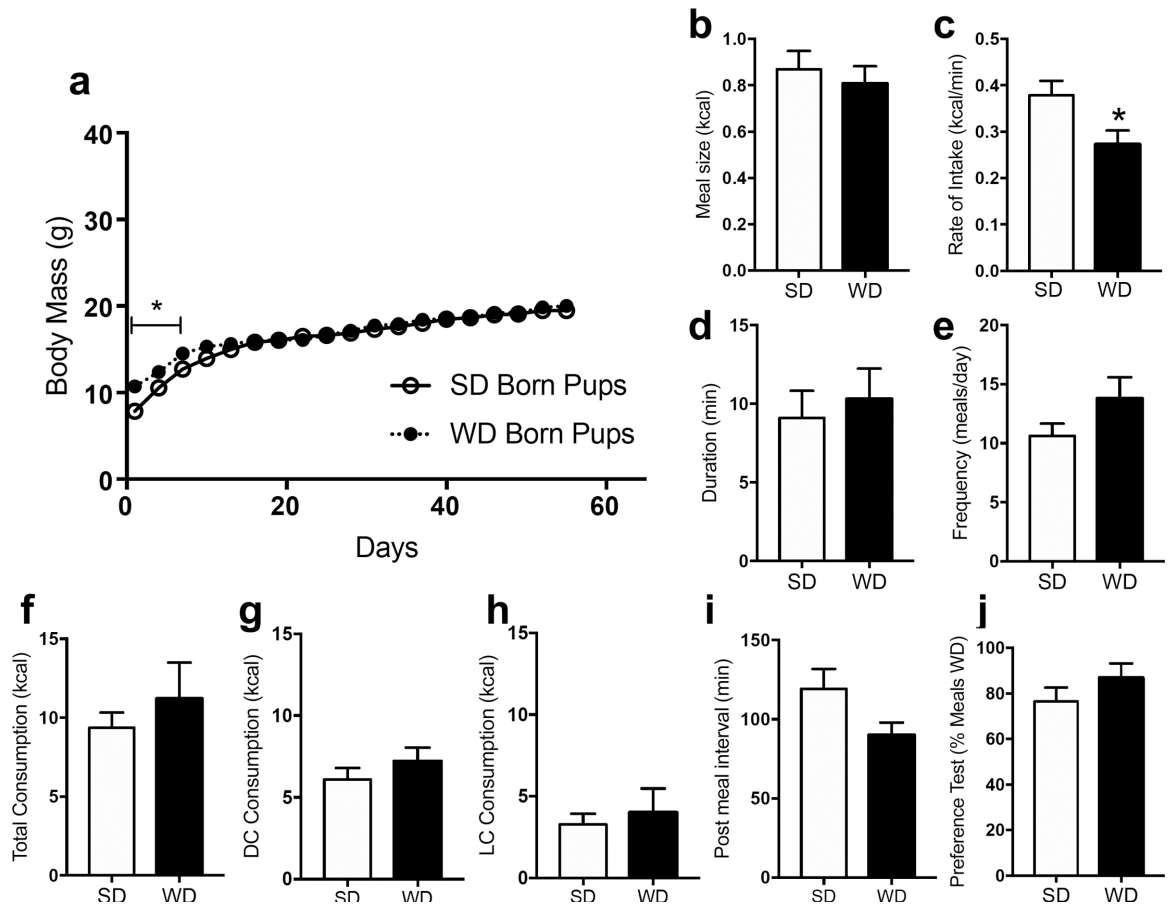 a
Body Mass (g)
40
30
20
10
0
*
SD Born Pups
WD Born Pups
0
20
40
60
Days
b
Meal size (kcal)
1.0
0.8
0.6
0.4
0.2
0.0
SD WD
c
Rate of Intake (kcal/min)
0.5
0.4
0.3
0.2
0.1
0.0
*
SD WD
d
Duration (min)
15
10
5
0
SD WD
e
Frequency (meals/day)
20
15
10
5
0
SD WD
f
Total Consumption (kcal)
15
10
5
0
SD WD
g
DC Consumption (kcal)
15
10
5
0
SD WD
h
LC Consumption (kcal)
15
10
5
0
SD WD
i
Post meal interval (min)
150
100
50
0
SD WD
j
Preference Test (% Meals WD)
100
80
60
40
20
0
SD WD